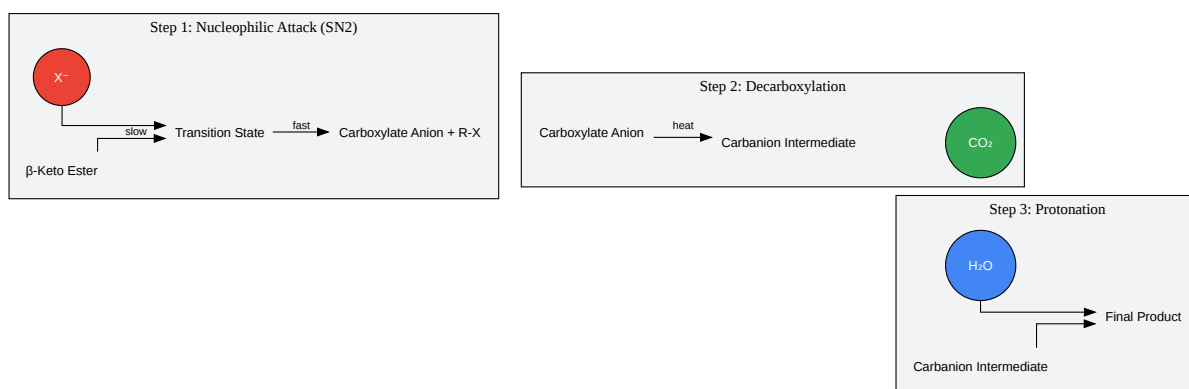 Step 1: Nucleophilic Attack (SN2)
X⁻
slow
Transition State
fast
Carboxylate Anion + R-X
β-Keto Ester
Step 2: Decarboxylation
Carboxylate Anion
heat
Carbanion Intermediate
CO₂
Step 3: Protonation
H₂O
Final Product
Carbanion Intermediate